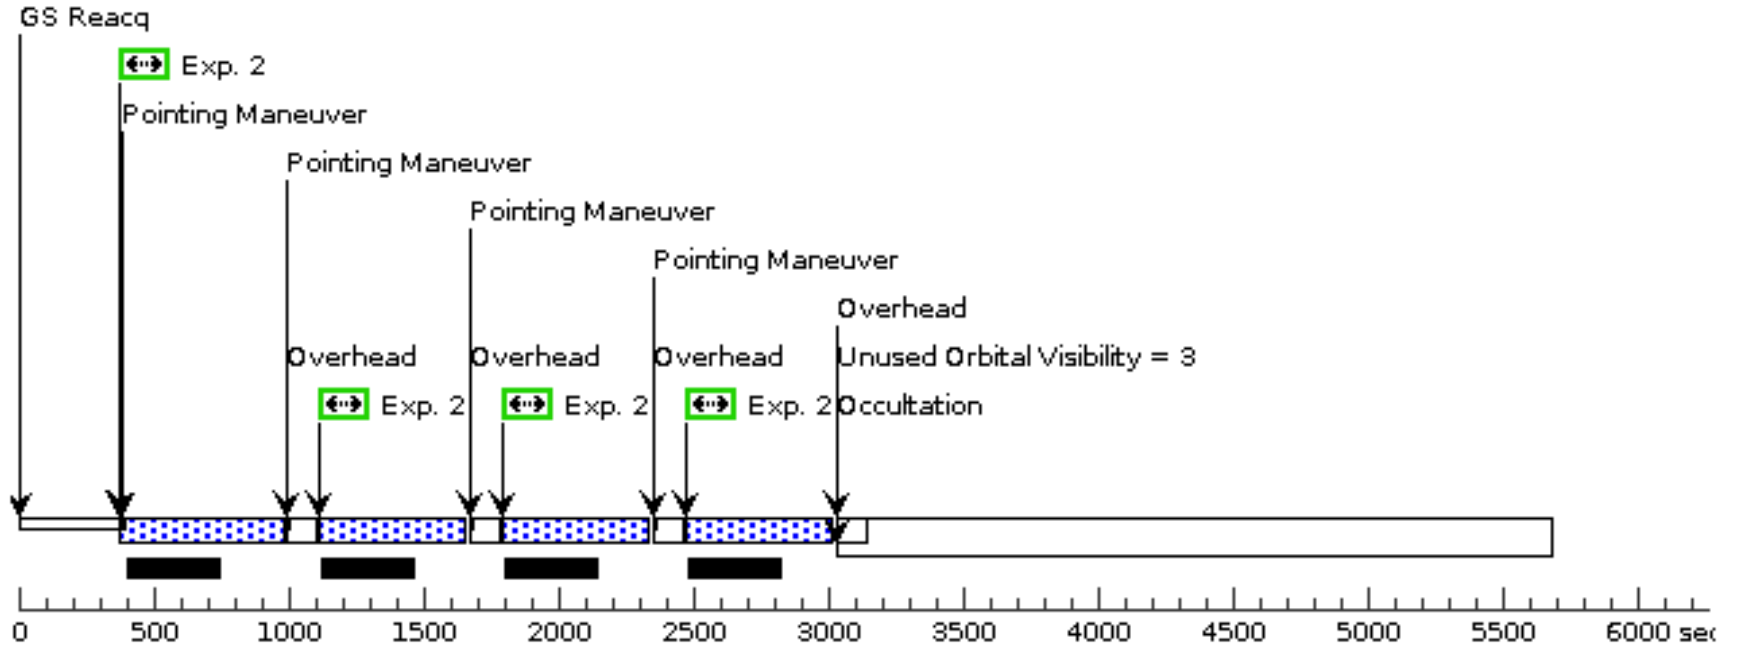 GS Reacq
Exp. 2
Pointing Maneuver
Pointing Maneuver
Pointing Maneuver
Pointing Maneuver
Overhead
Overhead Overhead Overhead Unused Orbital Visibility = 3
Exp. 2 Exp. 2 Exp. 2 Occultation
0 500 1000 1500 2000 2500 3000 3500 4000 4500 5000 5500 6000 sec